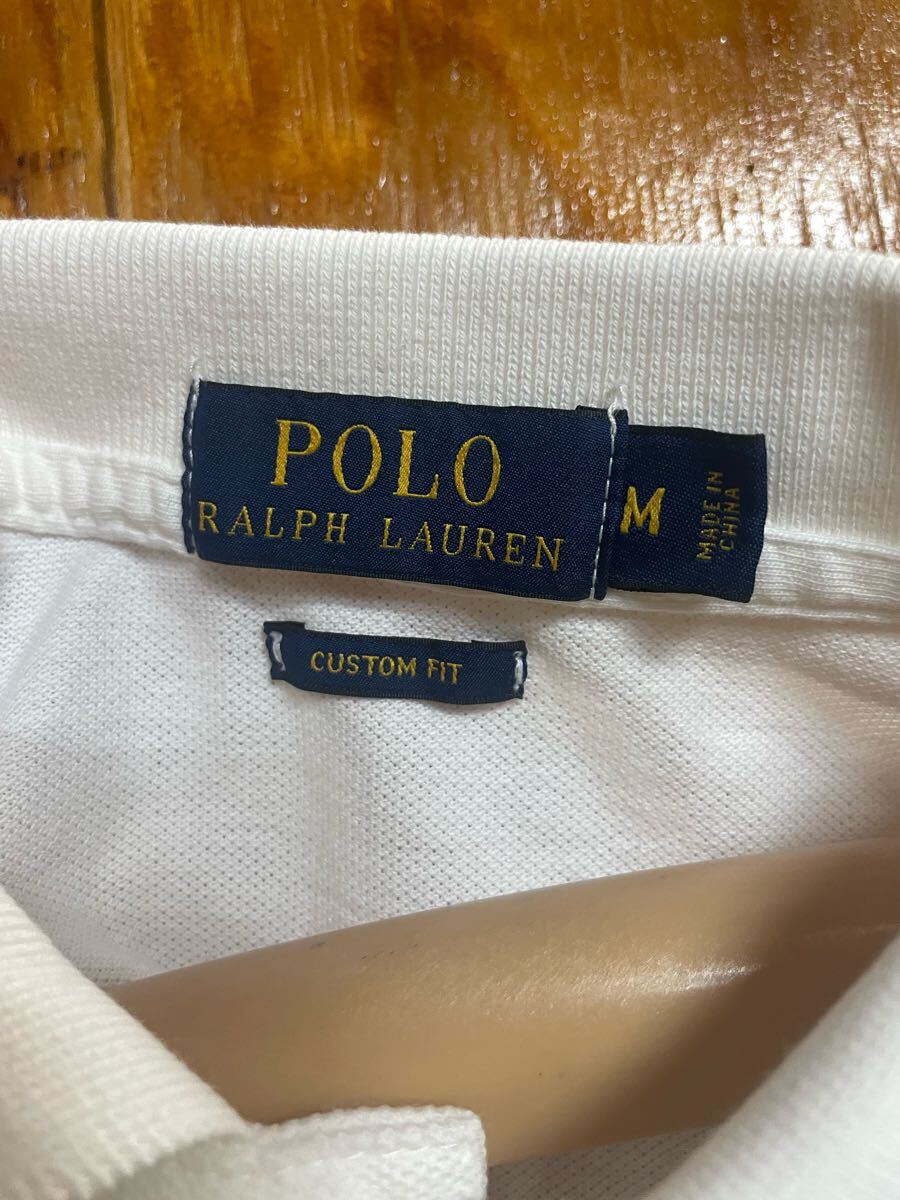 POLO
RALPH LAUREN
M
MADE IN
CHINA
CUSTOM FIT